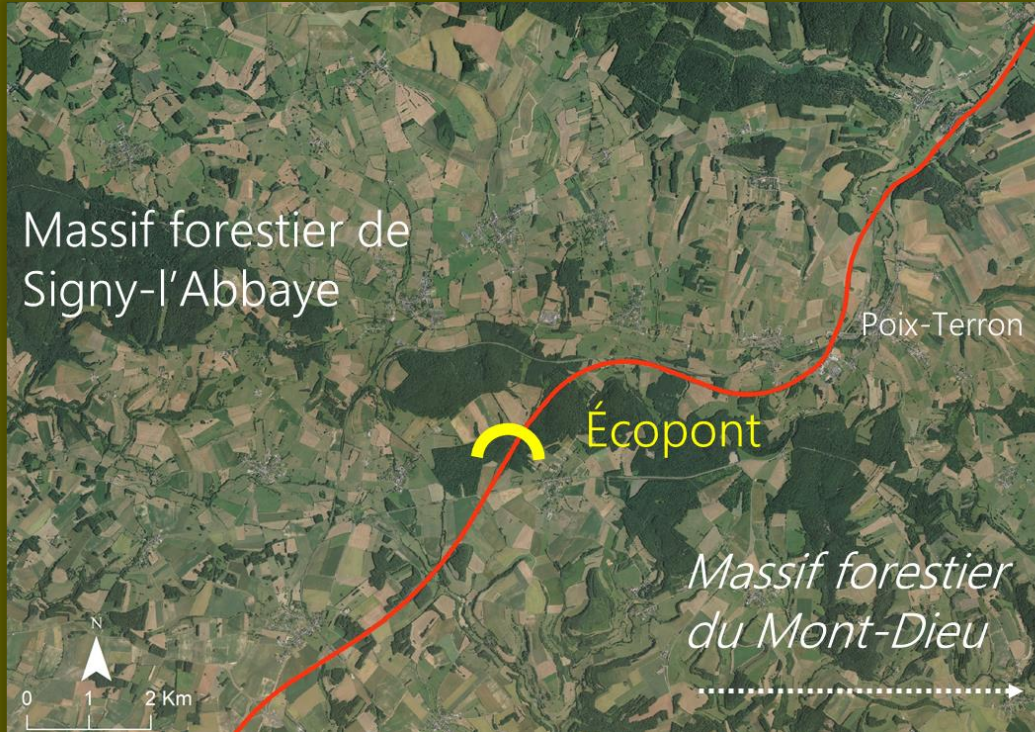 Massif forestier de
Signy-l'Abbaye
Poix-Terron
Écopont
Massif forestier
du Mont-Dieu
N
0 1 2 Km